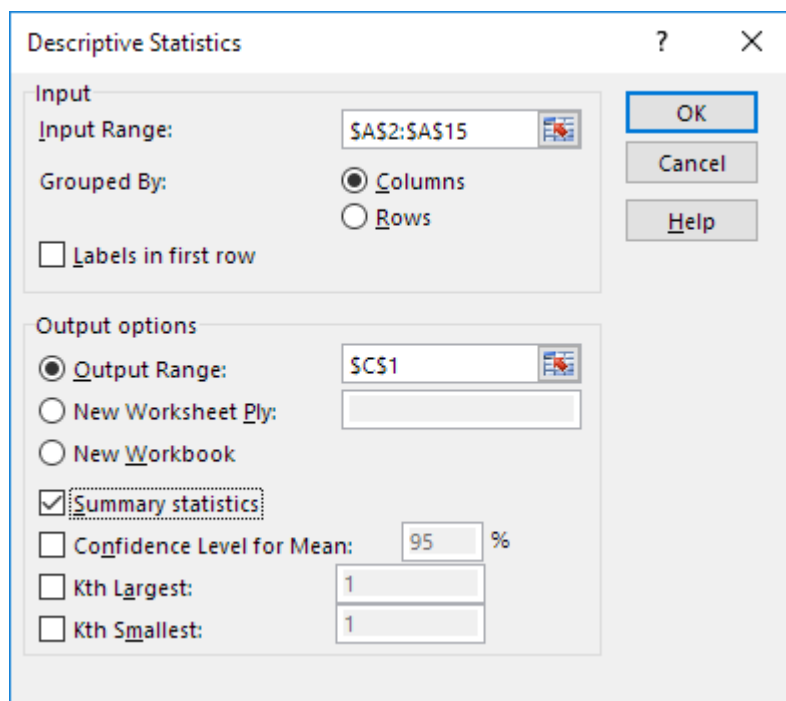 Descriptive Statistics ?
Input
Input Range: $A$2:$A$15
Grouped By: Columns
Rows
Labels in first row
OK
Cancel
Help
Output options
Output Range: $C$1
New Worksheet Ply:
New Workbook
Summary statistics
Confidence Level for Mean: 95 %
Kth Largest: 1
Kth Smallest: 1